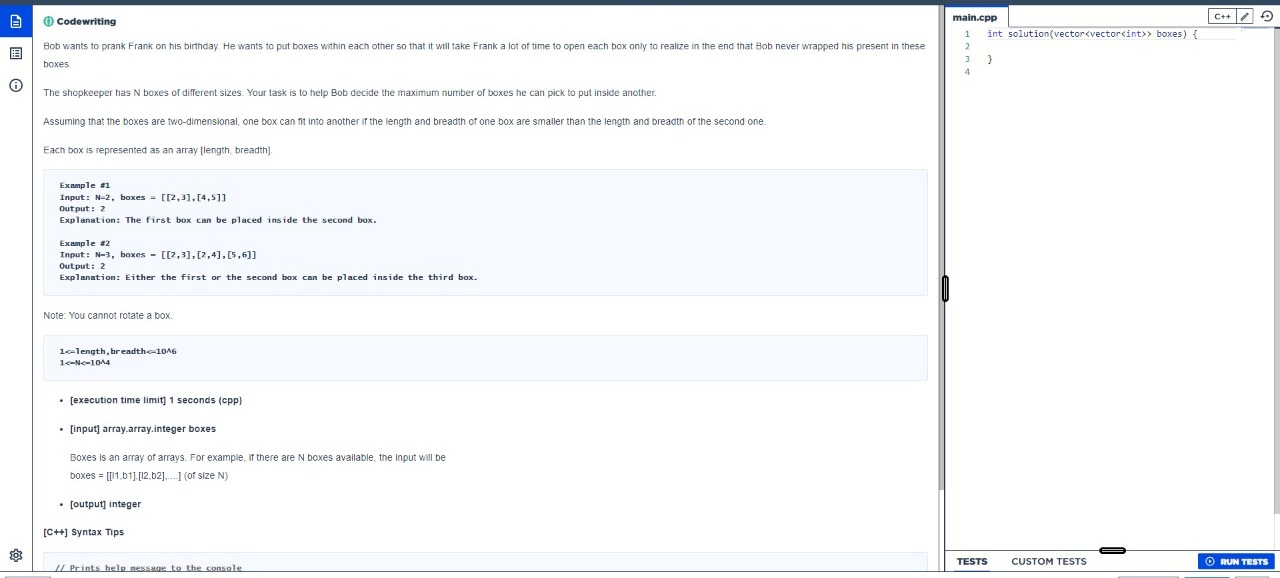 Codewriting
Bob wants to prank Frank on his birthday. He wants to put boxes within each other so that it will take Frank a lot of time to open each box only to realize in the end that Bob never wrapped his present in these
boxes.
The shopkeeper has N boxes of different sizes. Your task is to help Bob decide the maximum number of boxes he can pick to put inside another.
Assuming that the boxes are two-dimensional, one box can fit into another if the length and breadth of one box are smaller than the length and breadth of the second one.
Each box is represented as an array [length, breadth].
Example #1
Input: N=2, boxes = [[2,3],[4,5]]
Output: 2
Explanation: The first box can be placed inside the second box.
Example #2
Input: N=3, boxes = [[2,3],[2,4],[5,6]]
Output: 2
Explanation: Either the first or the second box can be placed inside the third box.
Note: You cannot rotate a box.
1<=length,breadth<=10^6
1<=N<=10^4
• [execution time limit] 1 seconds (cpp)
• [input] array.array.integer boxes
Boxes is an array of arrays. For example, if there are N boxes available, the input will be
boxes = [[l1,b1],[l2,b2],....] (of size N)
• [output] integer
[C++] Syntax Tips
// Prints help message to the console
main.cpp
C++
1 int solution(vector<vector<int>> boxes) {
2
3 }
4
TESTS
CUSTOM TESTS
RUN TESTS